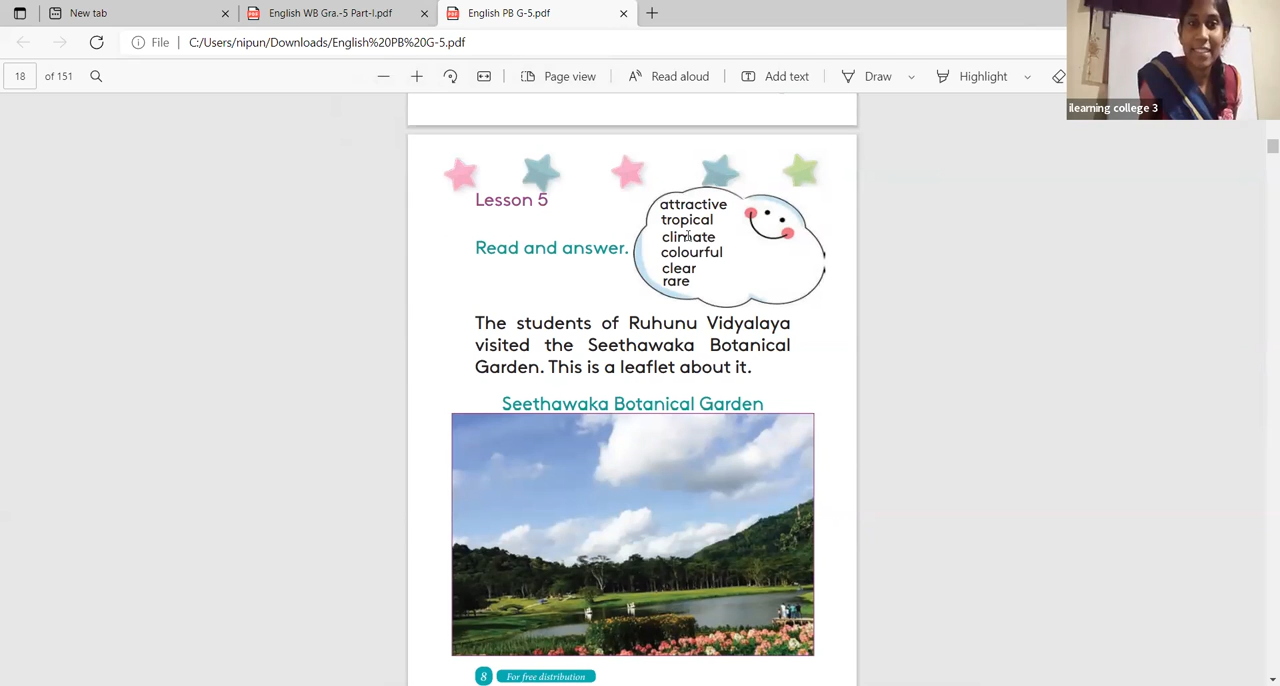 New tab
English WB Gra.-5 Part-I.pdf
English PB G-5.pdf
File
C:/Users/nipun/Downloads/English%20PB%20G-5.pdf
18 of 151
Page view
Read aloud
Add text
Draw
Highlight
ilearning college 3
Lesson 5
attractive
tropical
climate
colourful
clear
rare
Read and answer.
The students of Ruhunu Vidyalaya
visited the Seethawaka Botanical
Garden. This is a leaflet about it.
Seethawaka Botanical Garden
8 For free distribution